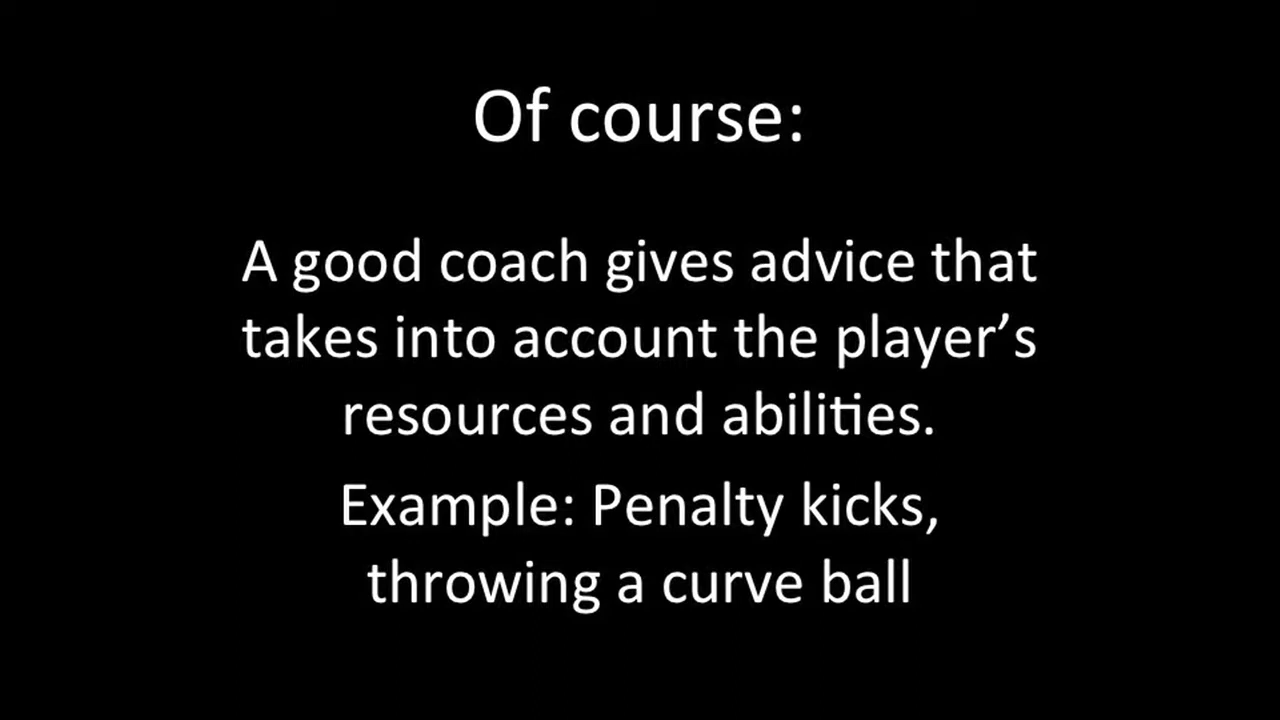 Of course:
A good coach gives advice that
takes into account the player’s
resources and abilities.
Example: Penalty kicks,
throwing a curve ball